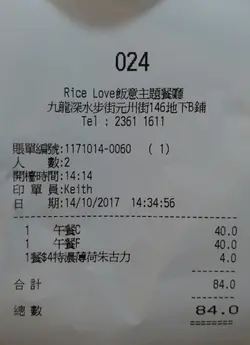 024
Rice Love飯意主題餐廳
九龍深水步街元州街146地下B鋪
Tel : 2361 1611
賬單編號:1171014-0060 ( 1)
人 數:2
開檯時間:14:14
印 單 員:Keith
日 期:14/10/2017 14:34:56
1 午餐C 40.0
1 午餐F 40.0
1餐$4特濃薄荷朱古力 4.0
合 計 84.0
總 數 84.0